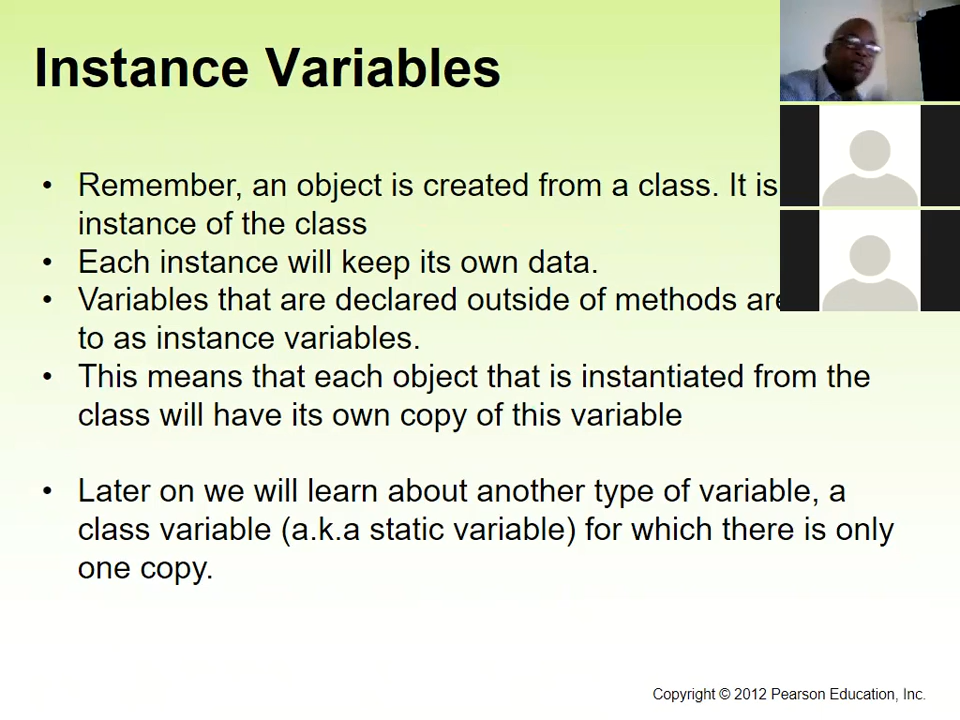 Instance Variables
• Remember, an object is created from a class. It is
instance of the class
• Each instance will keep its own data.
• Variables that are declared outside of methods are
to as instance variables.
• This means that each object that is instantiated from the
class will have its own copy of this variable
• Later on we will learn about another type of variable, a
class variable (a.k.a static variable) for which there is only
one copy.
Copyright © 2012 Pearson Education, Inc.